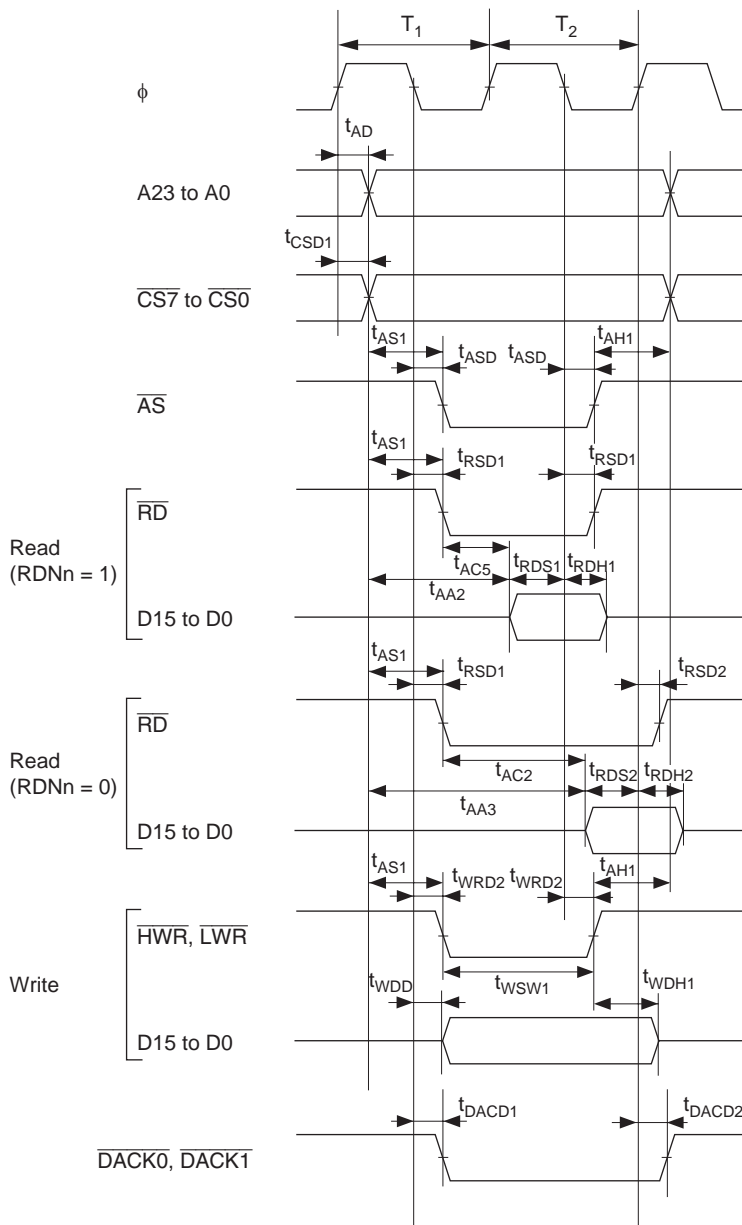 T1 T2
ϕ
tAD
A23 to A0
tCSD1
CS7 to CS0
tAS1 tASD tASD tAH1
AS
tAS1 tRSD1 tRSD1
RD
Read
(RDNn = 1)
tAC5 tRDS1 tRDH1
tAA2
D15 to D0
tAS1 tRSD1 tRSD2
RD
Read
(RDNn = 0)
tAC2 tRDS2 tRDH2
tAA3
D15 to D0
tAS1 tWRD2 tWRD2 tAH1
HWR, LWR
Write
tWDD tWSW1 tWDH1
D15 to D0
tDACD1 tDACD2
DACK0, DACK1